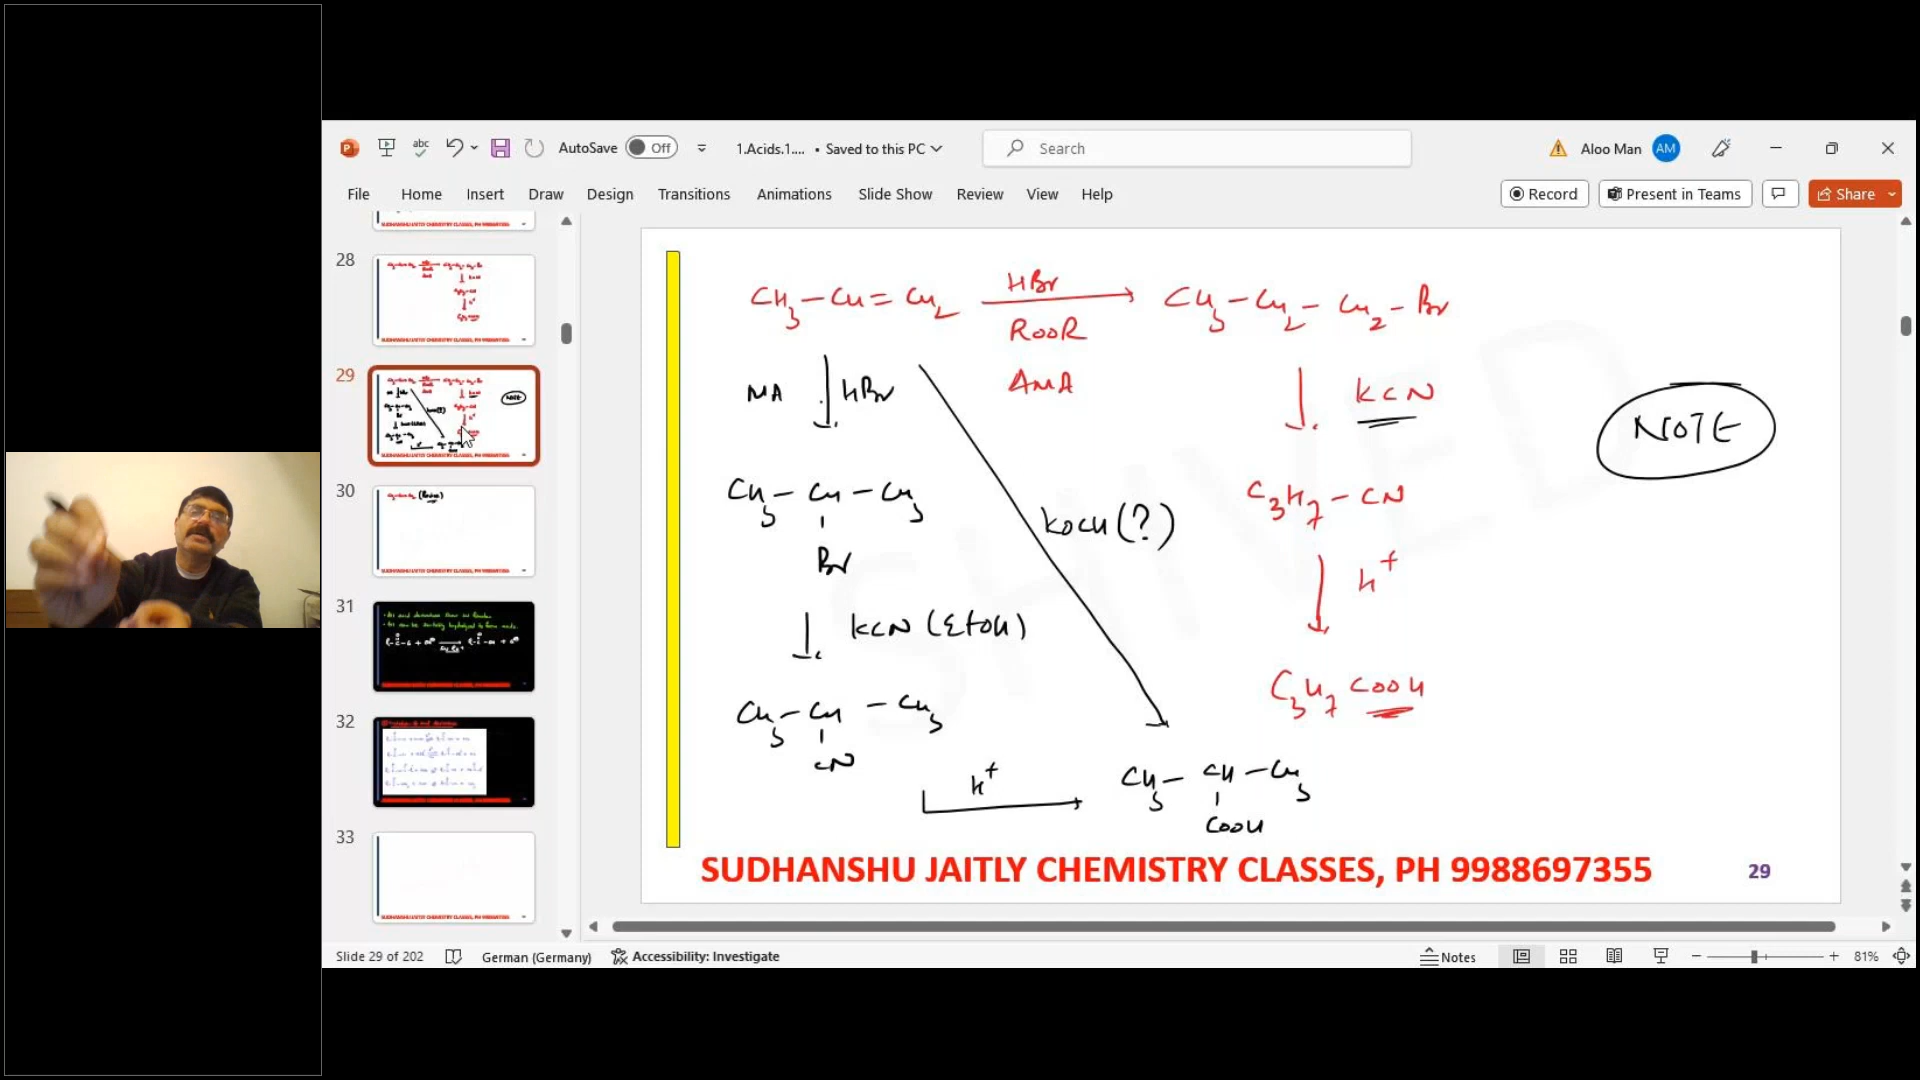 AutoSave Off 1.Acids.1.... • Saved to this PC Search Aloo Man AM
File Home Insert Draw Design Transitions Animations Slide Show Review View Help Record Present in Teams Share
28
29
30
31
32
33
CH3 – CH = CH2 HBr CH3 – CH2 – CH2 – Br
ROOR
AMA
MA HBr KCN
NOTE
CH3 – CH – CH3 C3H7 – CN
Br
KOCH (?)
H+
KCN (EtOH)
C3H7 COOH
CH3 – CH – CH3
CN
H+ CH3 – CH – CH3
COOH
SHIVED
SUDHANSHU JAITLY CHEMISTRY CLASSES, PH 9988697355 29
Slide 29 of 202 German (Germany) Accessibility: Investigate Notes 81%